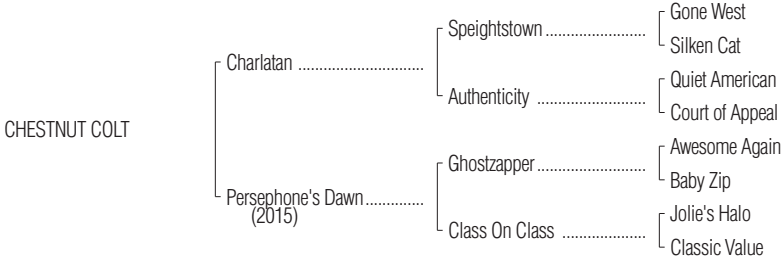 Gone West
Speightstown ........................
Silken Cat
Charlatan ..............................
Quiet American
Authenticity ..........................
Court of Appeal
CHESTNUT COLT
Awesome Again
Ghostzapper ..........................
Baby Zip
Persephone's Dawn ..............
(2015)
Jolie's Halo
Class On Class ....................
Classic Value